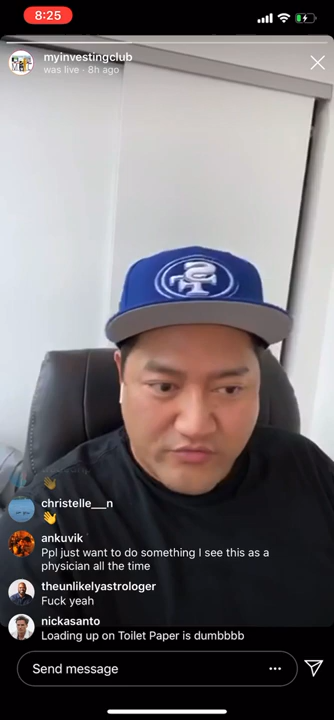 8:25
myinvestingclub
was live · 8h ago
christelle__n
👋
ankuvik
Ppl just want to do something I see this as a
physician all the time
theunlikelyastrologer
Fuck yeah
nickasanto
Loading up on Toilet Paper is dumbbbb
Send message